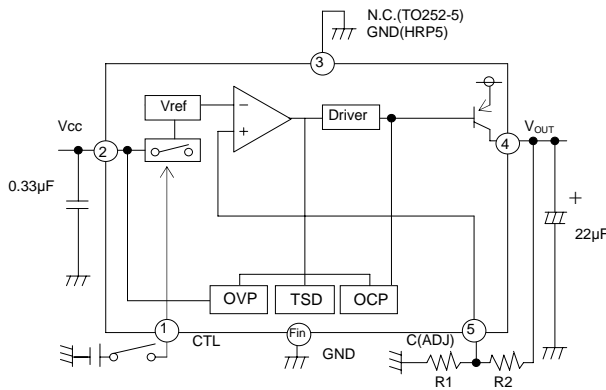 N.C.(TO252-5)
GND(HRP5)
3
Vref
Driver
Vcc
VOUT
2
4
0.33µF
22µF
OVP
TSD
OCP
1
CTL
Fin
GND
C(ADJ)
5
R1
R2